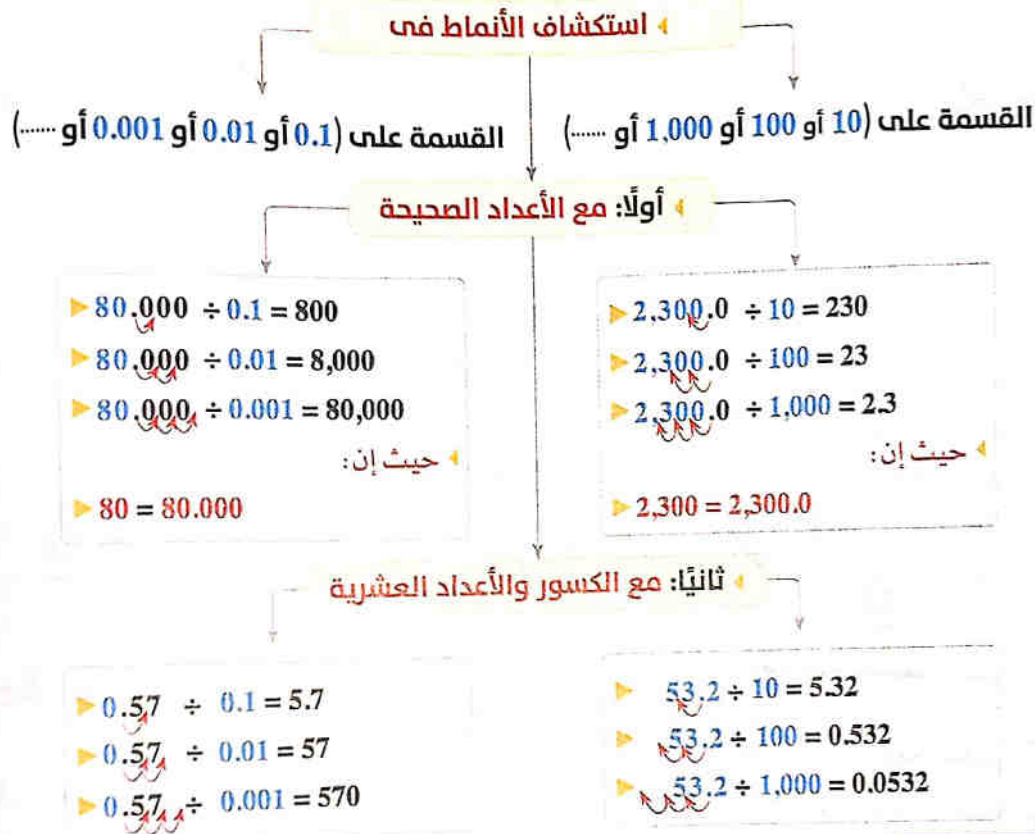 استكشاف الأنماط فى
القسمة على (10 أو 100 أو 1,000 أو ......)
القسمة على (0.1 أو 0.01 أو 0.001 أو ......)
أولًا: مع الأعداد الصحيحة
2,300.0 ÷ 10 = 230
2,300.0 ÷ 100 = 23
2,300.0 ÷ 1,000 = 2.3
حيث إن:
2,300 = 2,300.0
80.000 ÷ 0.1 = 800
80.000 ÷ 0.01 = 8,000
80.000 ÷ 0.001 = 80,000
حيث إن:
80 = 80.000
ثانيًا: مع الكسور والأعداد العشرية
53.2 ÷ 10 = 5.32
53.2 ÷ 100 = 0.532
53.2 ÷ 1,000 = 0.0532
0.57 ÷ 0.1 = 5.7
0.57 ÷ 0.01 = 57
0.57 ÷ 0.001 = 570